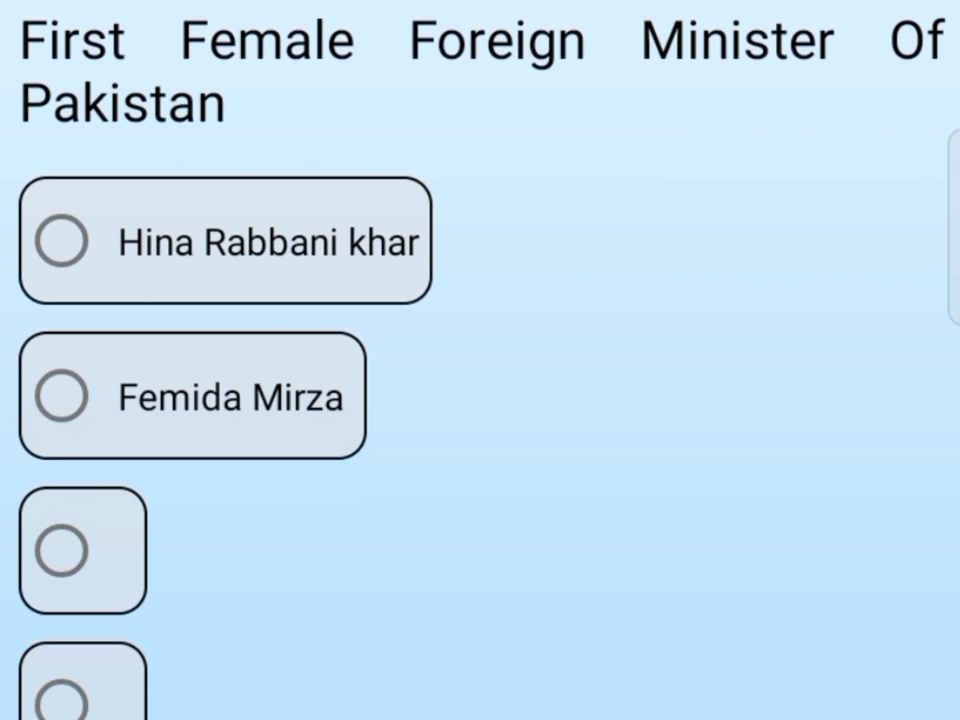 First Female Foreign Minister Of
Pakistan
Hina Rabbani khar
Femida Mirza